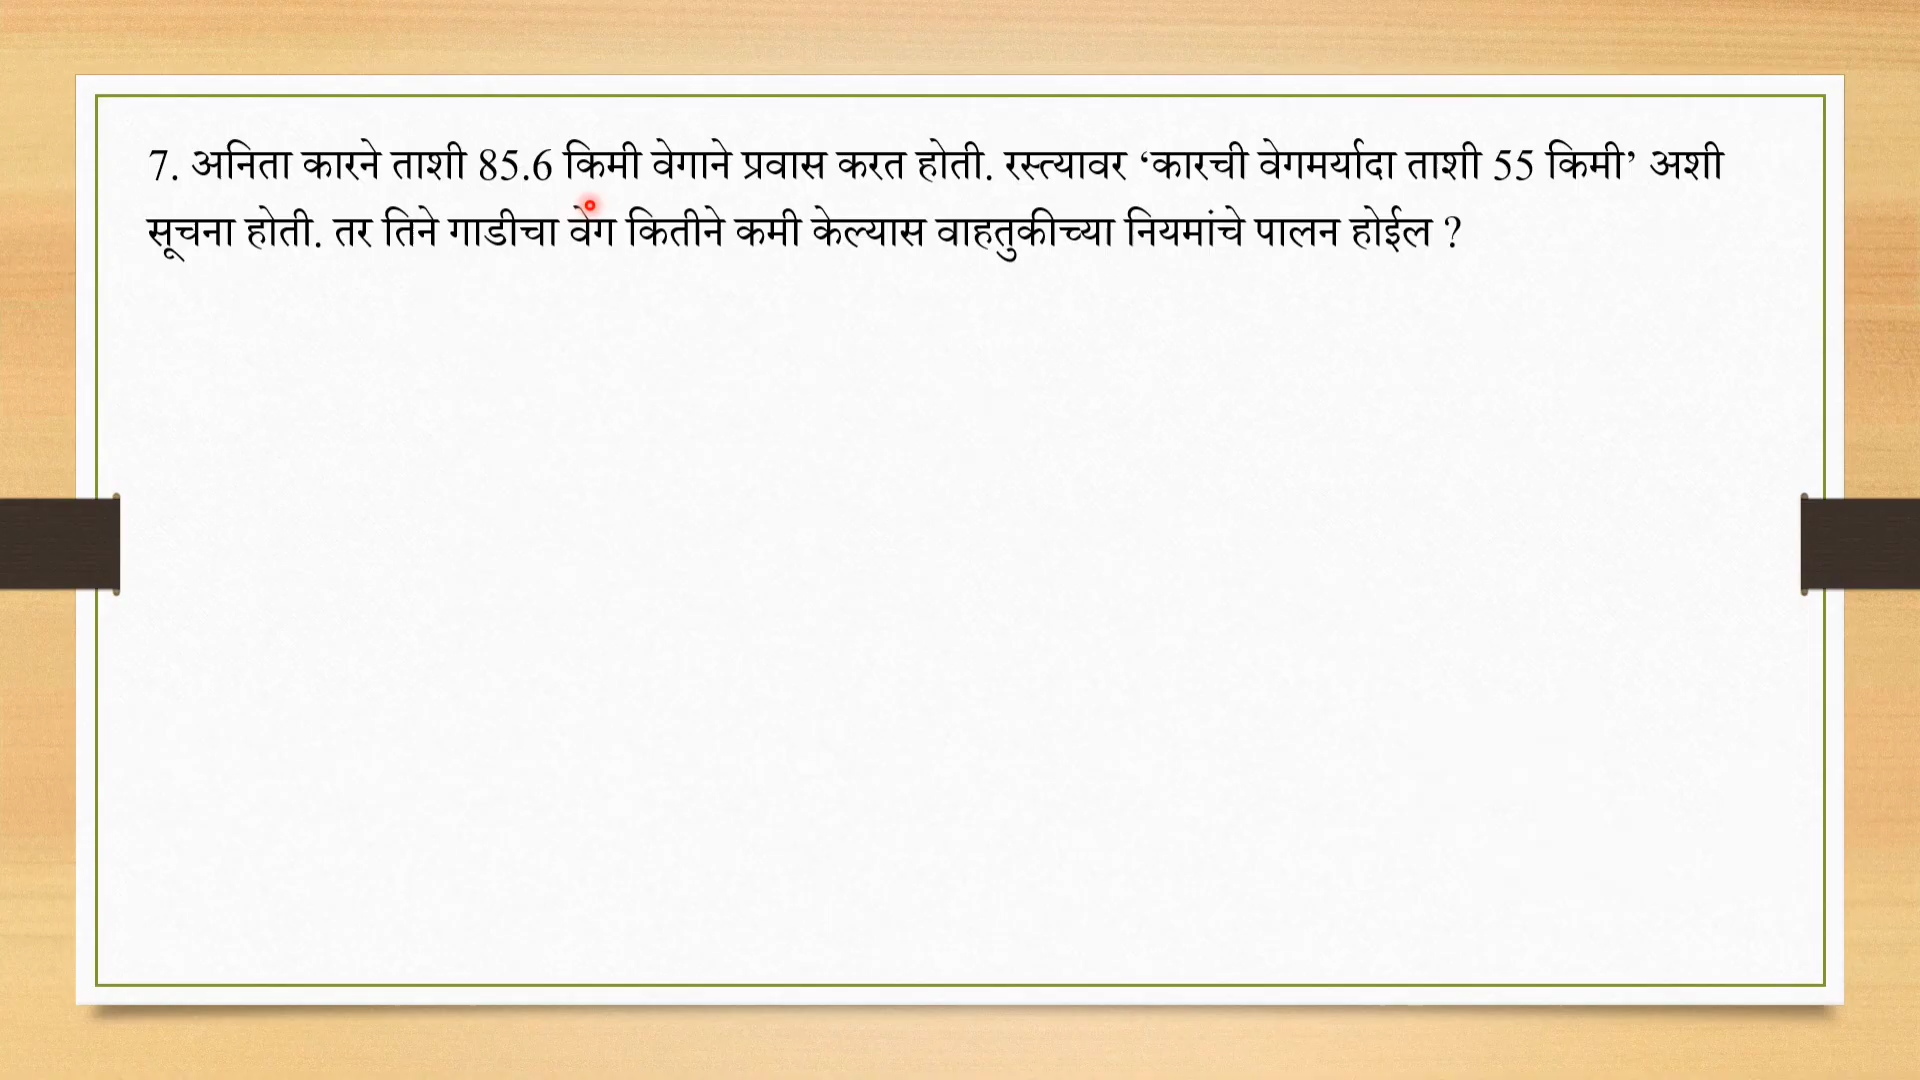 7. अनिता कारने ताशी 85.6 किमी वेगाने प्रवास करत होती. रस्त्यावर ‘कारची वेगमर्यादा ताशी 55 किमी’ अशी
सूचना होती. तर तिने गाडीचा वेग कितीने कमी केल्यास वाहतुकीच्या नियमांचे पालन होईल ?